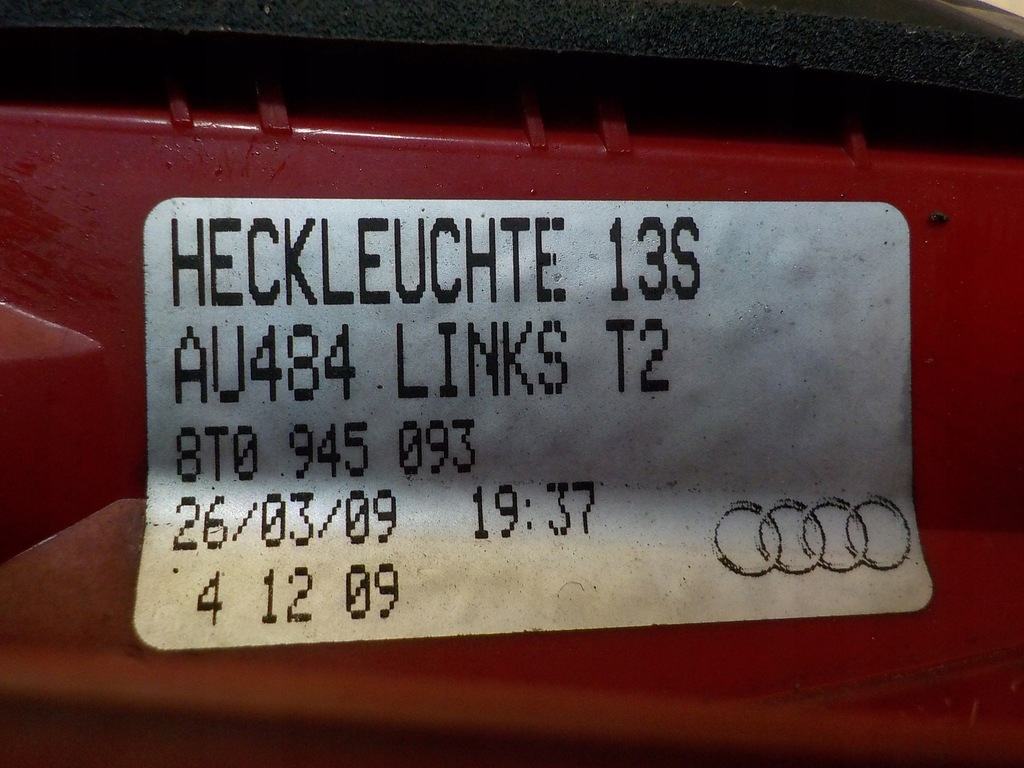 HECKLEUCHTE 13S
AU484 LINKS T2
8T0 945 093
26/03/09 19:37
4 12 09